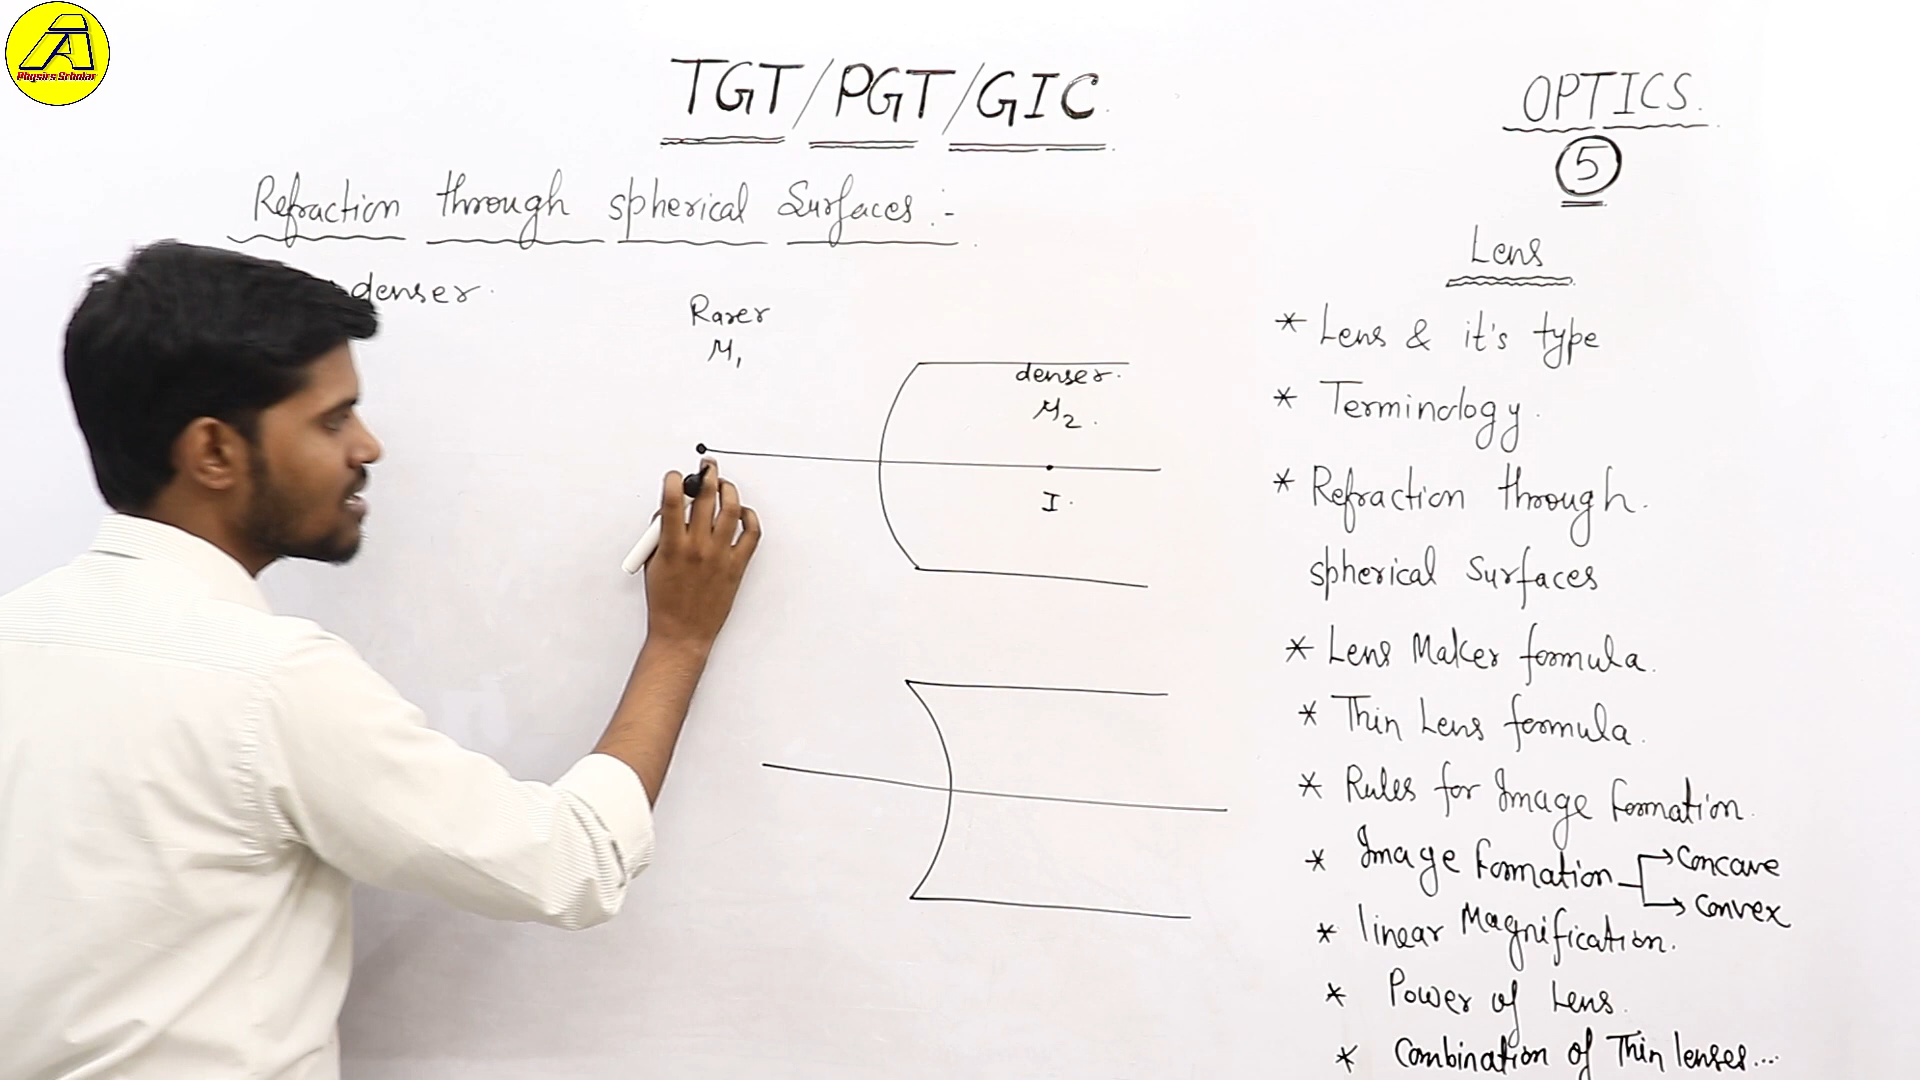 Physics Scholar
TGT/PGT/GIC
Refraction through spherical Surfaces :-
denser.
Rarer
μ1
denser.
μ2.
I.
OPTICS.
5
Lens
* Lens & it's type
* Terminology.
* Refraction through.
spherical Surfaces
* Lens Maker formula.
* Thin Lens formula.
* Rules for Image formation.
* Image formation → Concave
→ Convex
* linear Magnification.
* Power of Lens.
* Combination of Thin lenses...